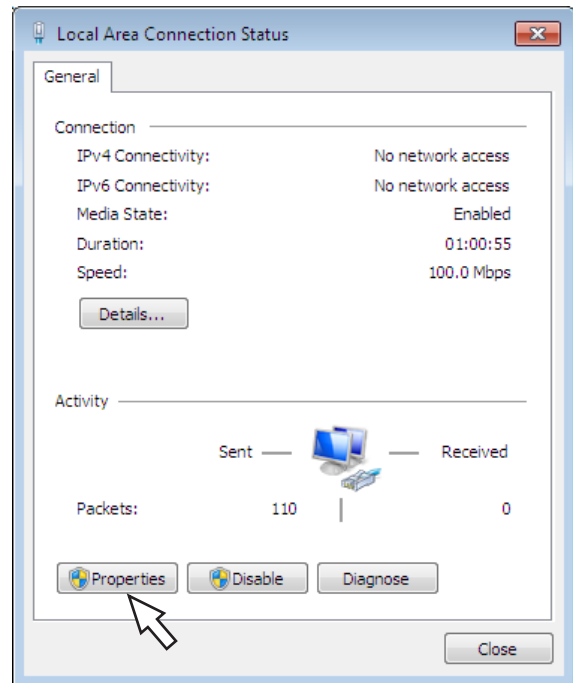 Local Area Connection Status
General
Connection
IPv4 Connectivity: No network access
IPv6 Connectivity: No network access
Media State: Enabled
Duration: 01:00:55
Speed: 100.0 Mbps
Details...
Activity
Sent Received
Packets: 110 0
Properties Disable Diagnose
Close